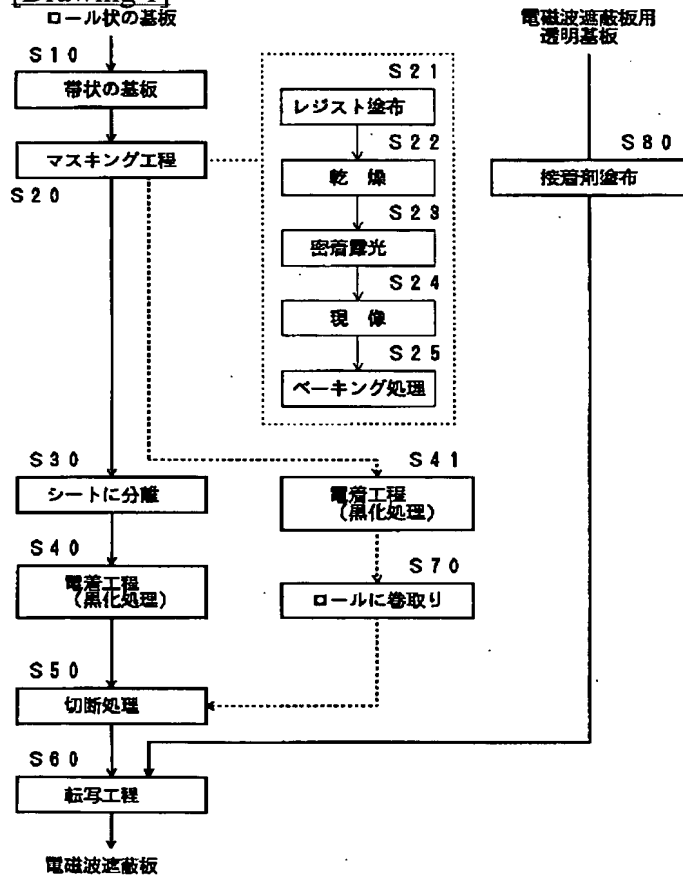 [Drawing 1]
ロール状の基板
電磁波遮蔽板用
透明基板
S10
帯状の基板
マスキング工程
S20
S21
レジスト塗布
S22
乾 燥
S23
密着露光
S24
現 像
S25
ベーキング処理
S80
接着剤塗布
S30
シートに分離
S41
電着工程
(黒化処理)
S40
電着工程
(黒化処理)
S70
ロールに巻取り
S50
切断処理
S60
転写工程
電磁波遮蔽板